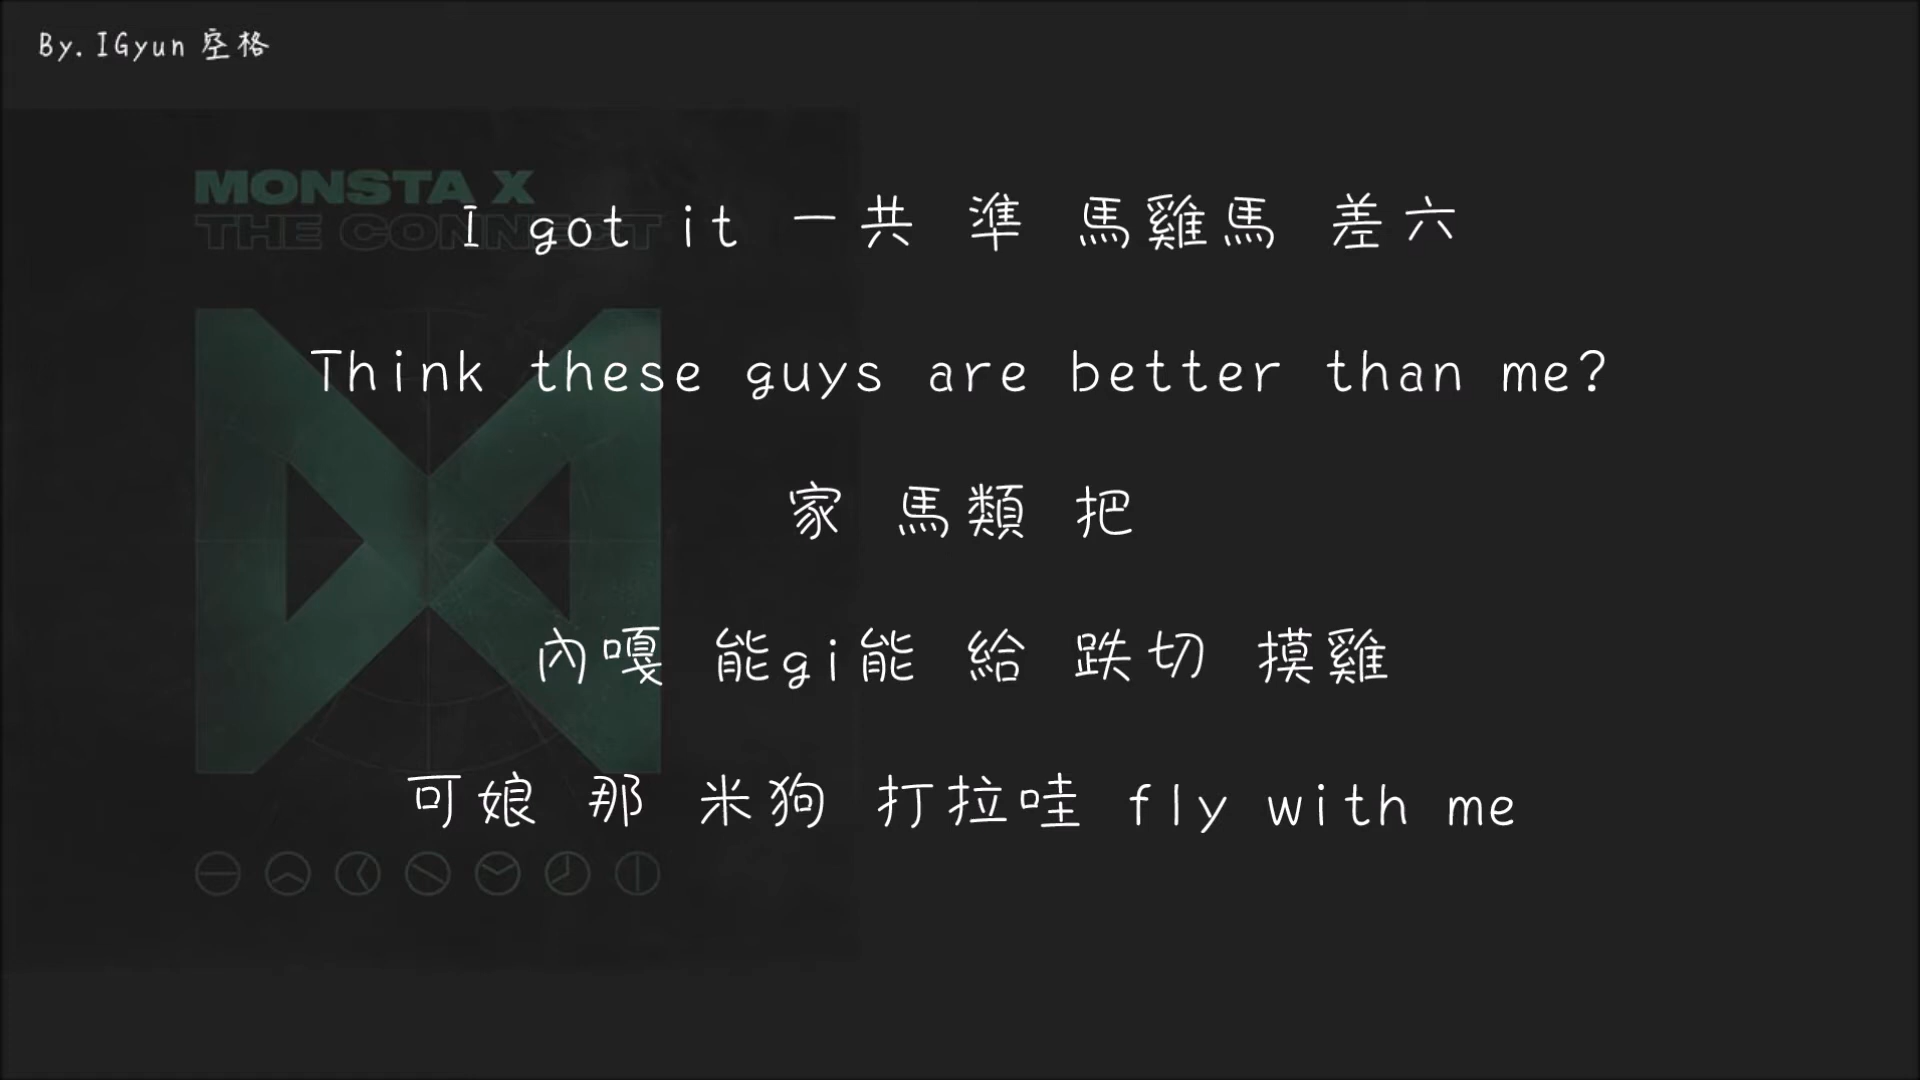 By.IGyun 空格
MONSTA X
THE CONNECT
I got it 一共 準 馬雞馬 差六
Think these guys are better than me?
家 馬類 把
內嘎 能gi能 給 跌切 摸雞
可娘 那 米狗 打拉哇 fly with me